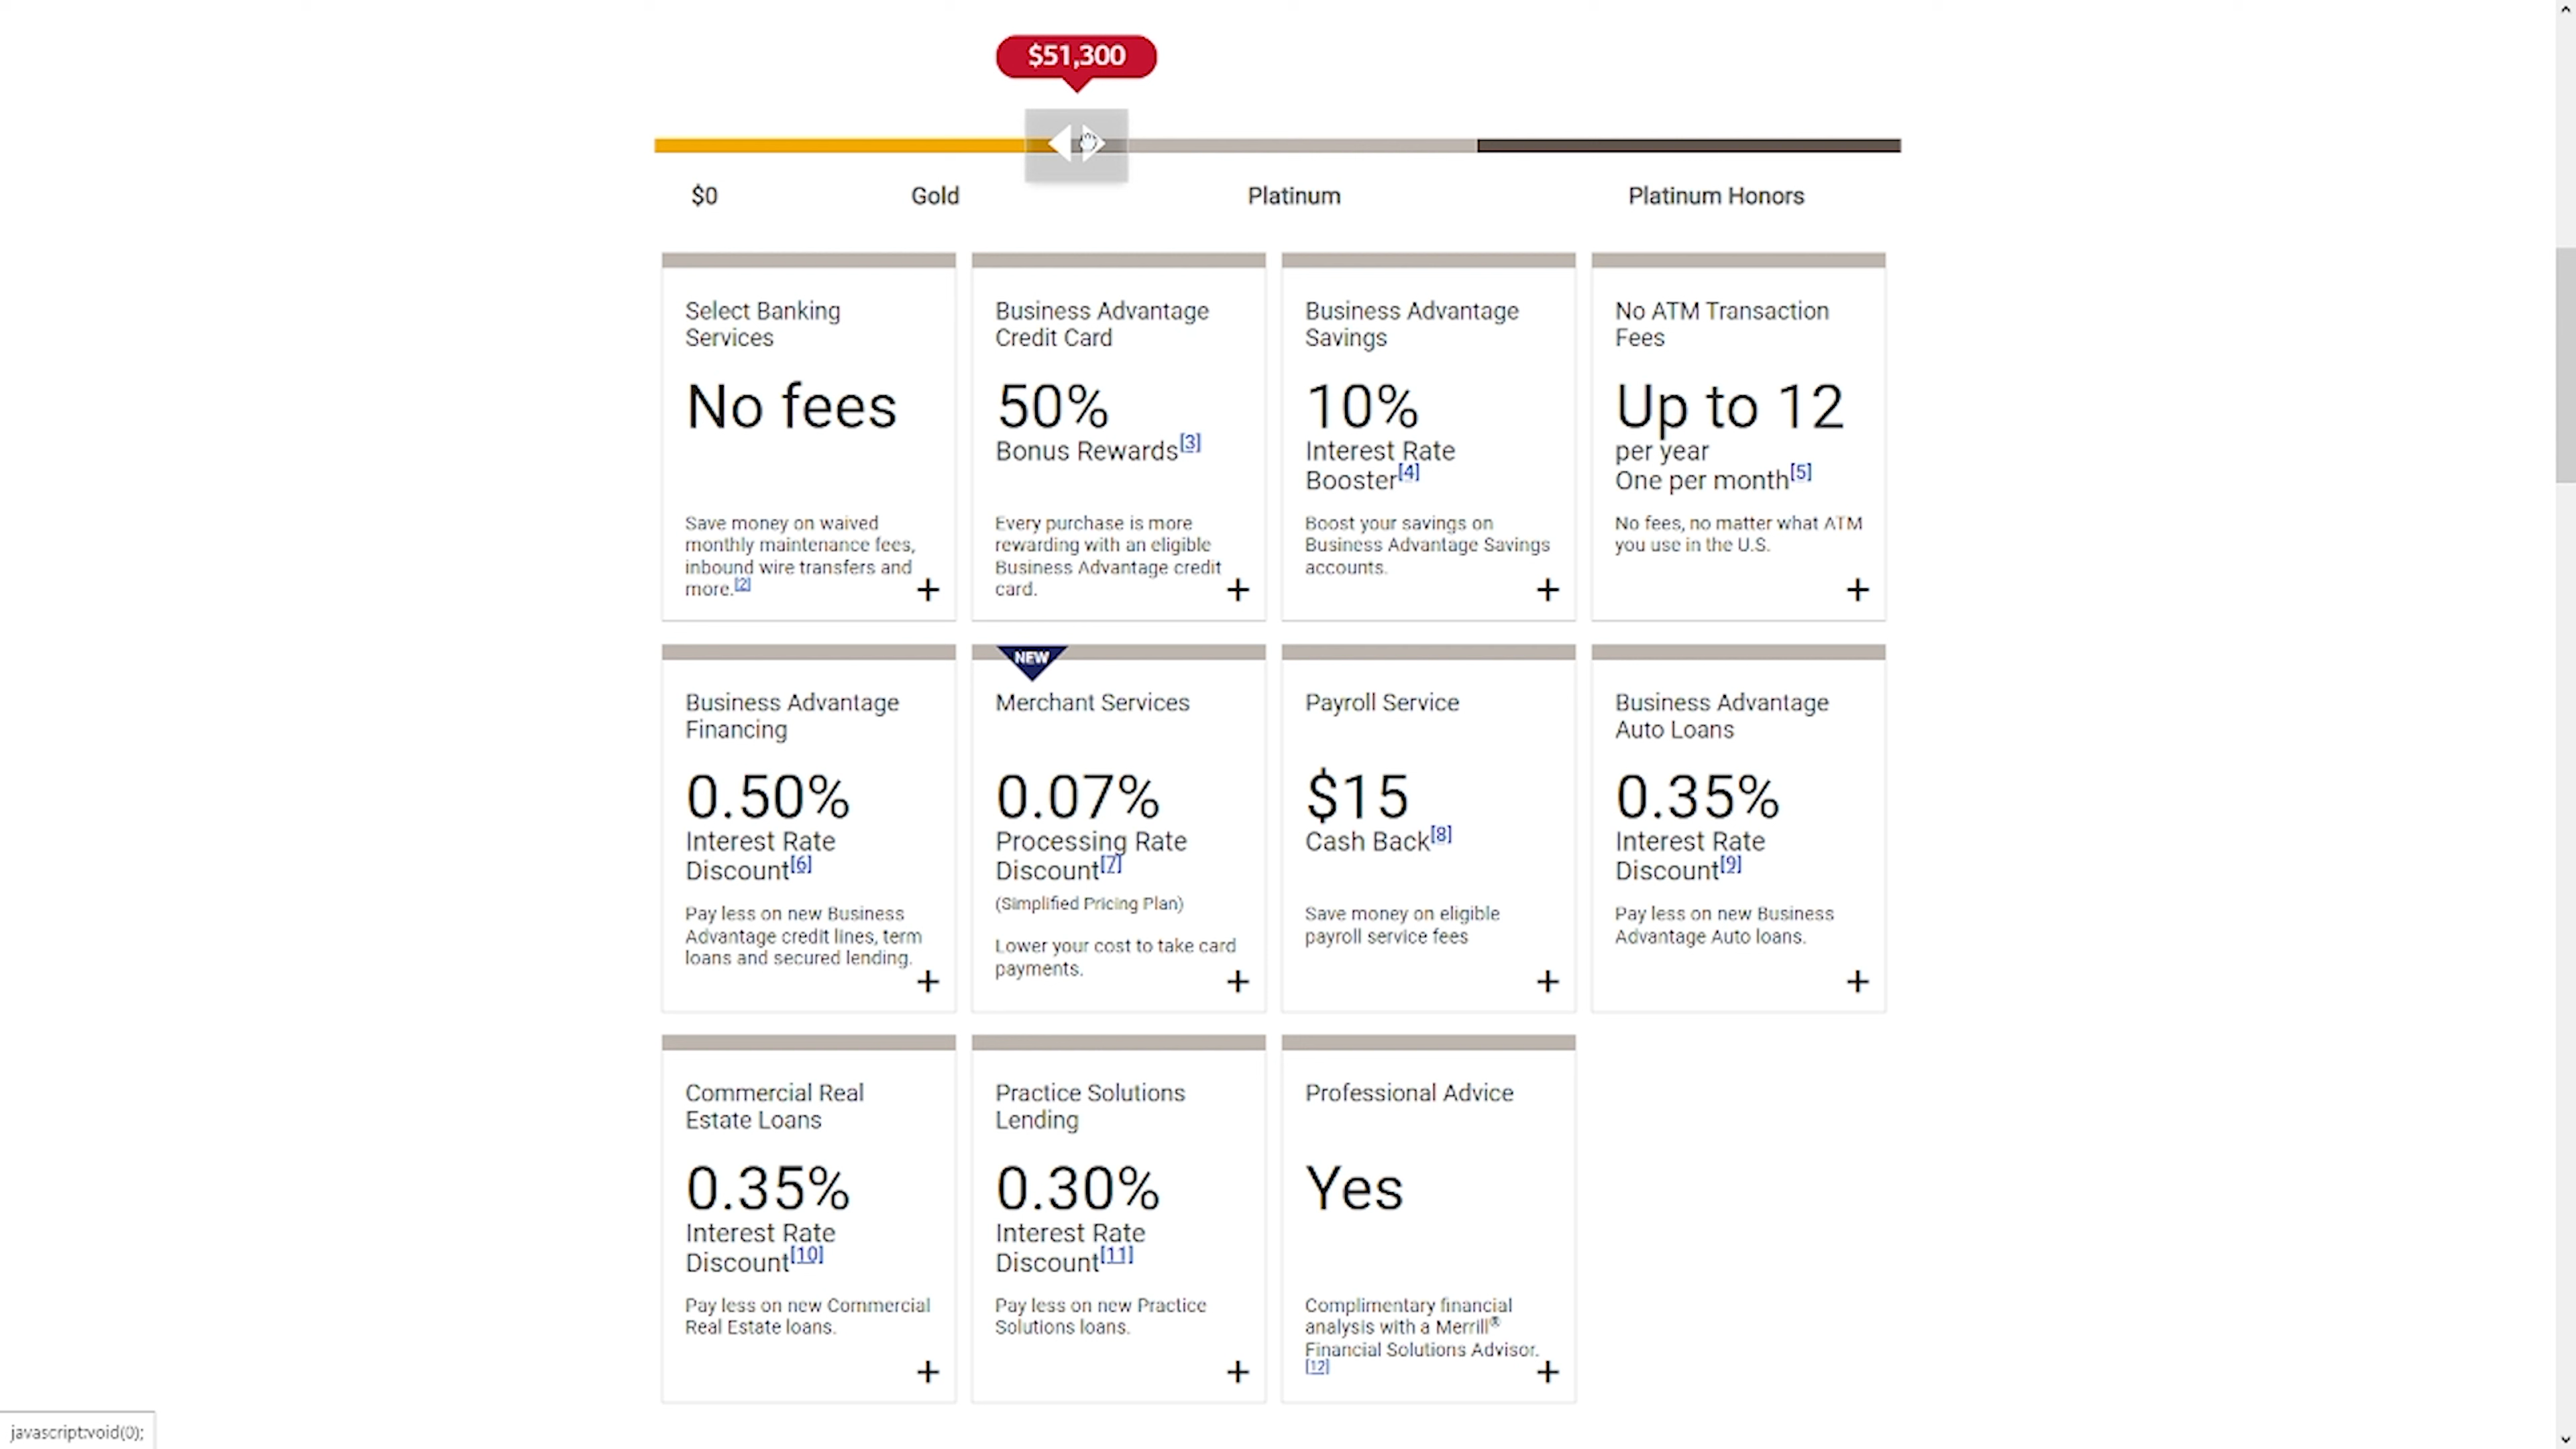 $51,300
$0
Gold
Platinum
Platinum Honors
Select Banking
Services
No fees
Save money on waived
monthly maintenance fees,
inbound wire transfers and
more.[2]
+
Business Advantage
Credit Card
50%
Bonus Rewards[3]
Every purchase is more
rewarding with an eligible
Business Advantage credit
card.
+
Business Advantage
Savings
10%
Interest Rate
Booster[4]
Boost your savings on
Business Advantage Savings
accounts.
+
No ATM Transaction
Fees
Up to 12
per year
One per month[5]
No fees, no matter what ATM
you use in the U.S.
+
Business Advantage
Financing
0.50%
Interest Rate
Discount[6]
Pay less on new Business
Advantage credit lines, term
loans and secured lending.
+
NEW
Merchant Services
0.07%
Processing Rate
Discount[7]
(Simplified Pricing Plan)
Lower your cost to take card
payments.
+
Payroll Service
$15
Cash Back[8]
Save money on eligible
payroll service fees
+
Business Advantage
Auto Loans
0.35%
Interest Rate
Discount[9]
Pay less on new Business
Advantage Auto loans.
+
Commercial Real
Estate Loans
0.35%
Interest Rate
Discount[10]
Pay less on new Commercial
Real Estate loans.
+
Practice Solutions
Lending
0.30%
Interest Rate
Discount[11]
Pay less on new Practice
Solutions loans.
+
Professional Advice
Yes
Complimentary financial
analysis with a Merrill®
Financial Solutions Advisor.
[12]
+
javascript:void(0);